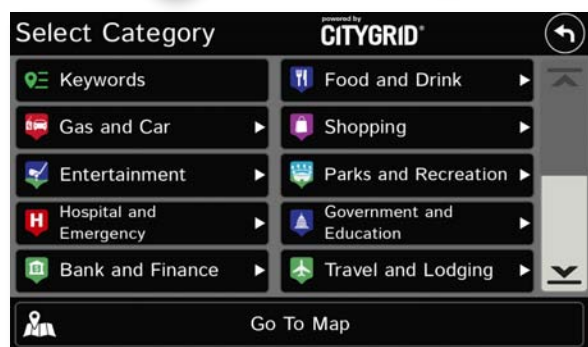 Select Category
powered by
CITYGRID®
Keywords
Food and Drink
Gas and Car
Shopping
Entertainment
Parks and Recreation
Hospital and
Emergency
Government and
Education
Bank and Finance
Travel and Lodging
Go To Map